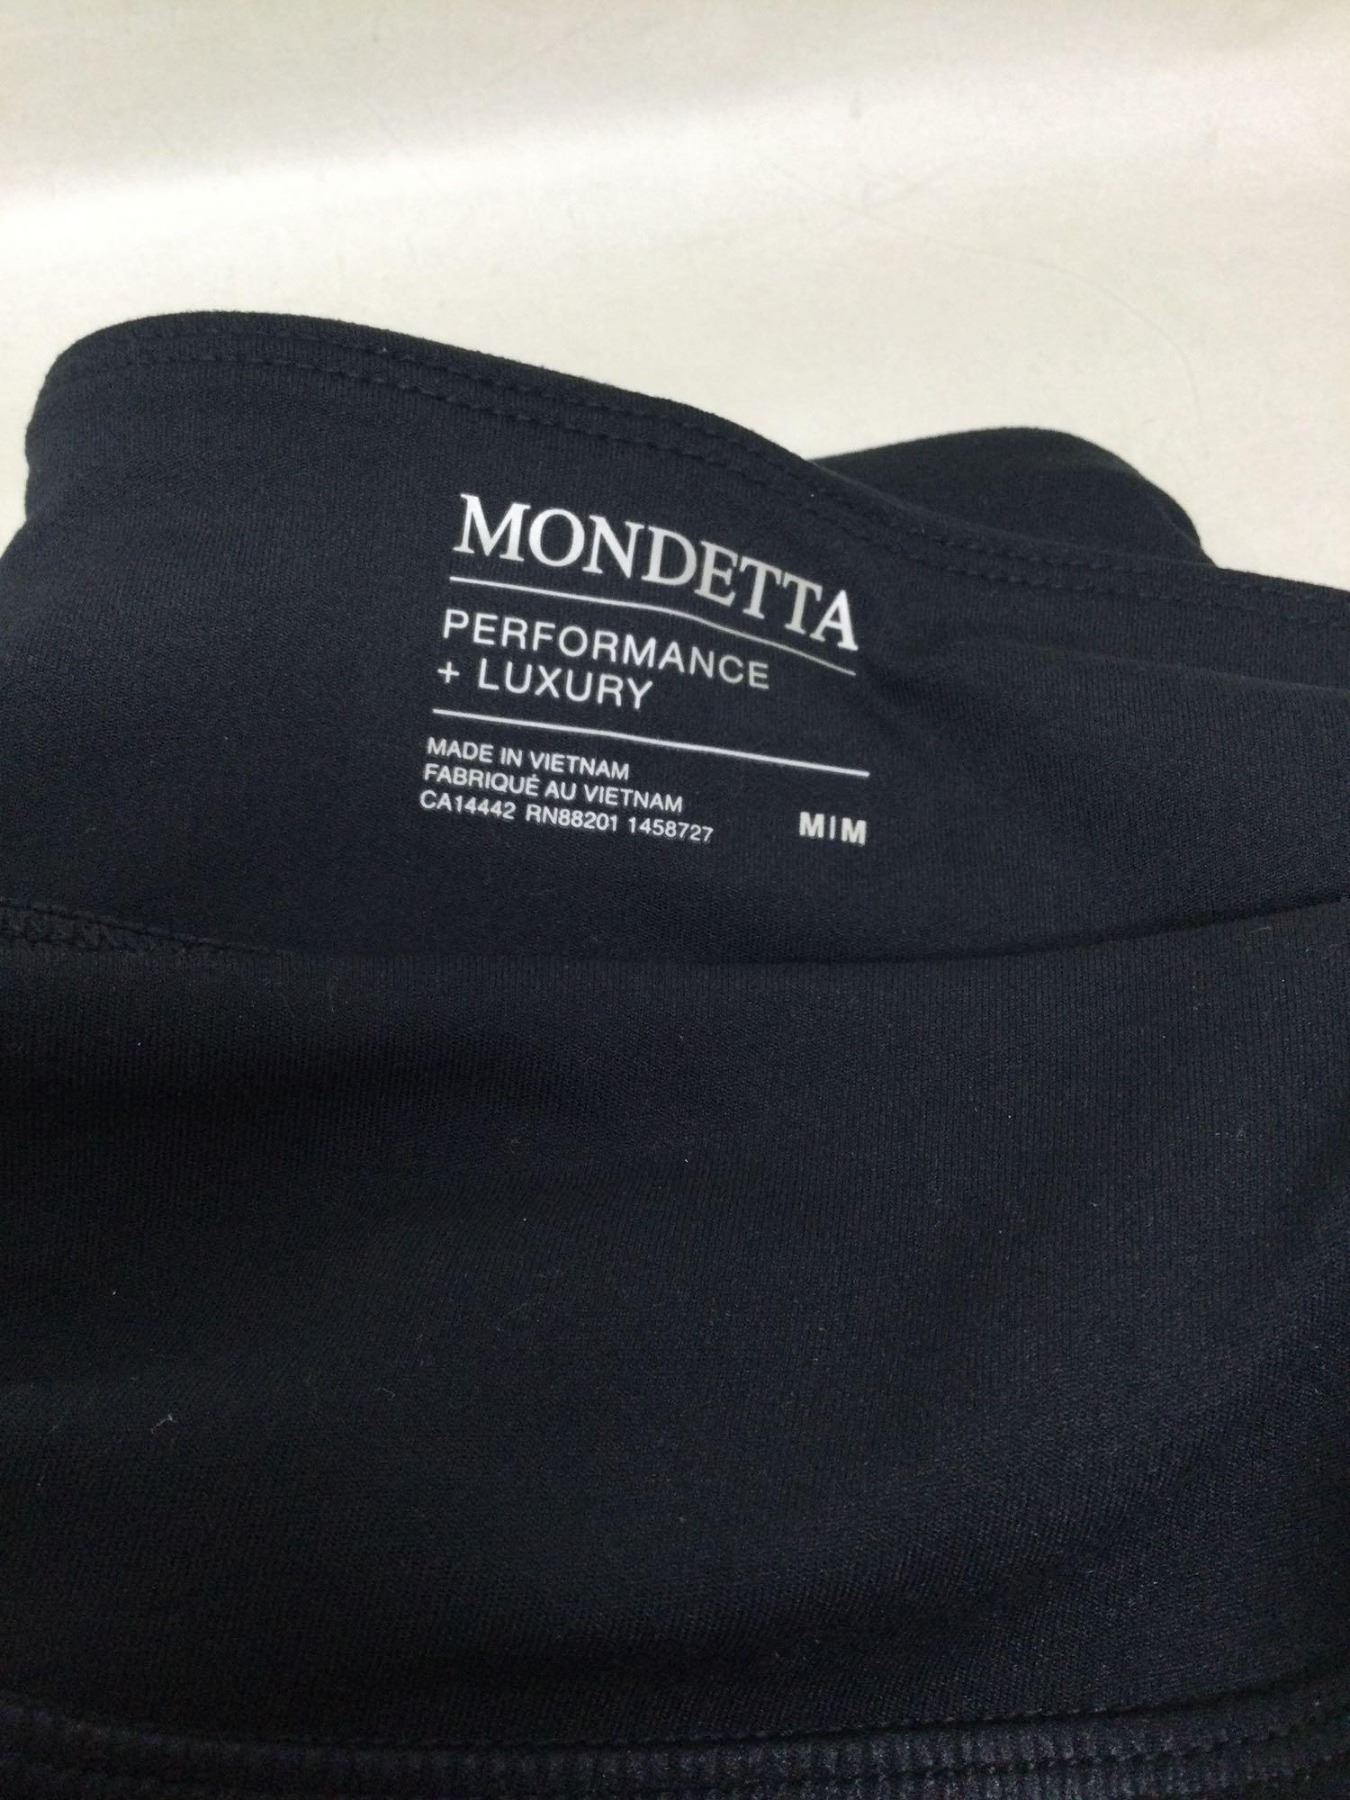 MONDETTA
PERFORMANCE
+ LUXURY
MADE IN VIETNAM
FABRIQUÉ AU VIETNAM
CA14442 RN88201 1458727
M|M